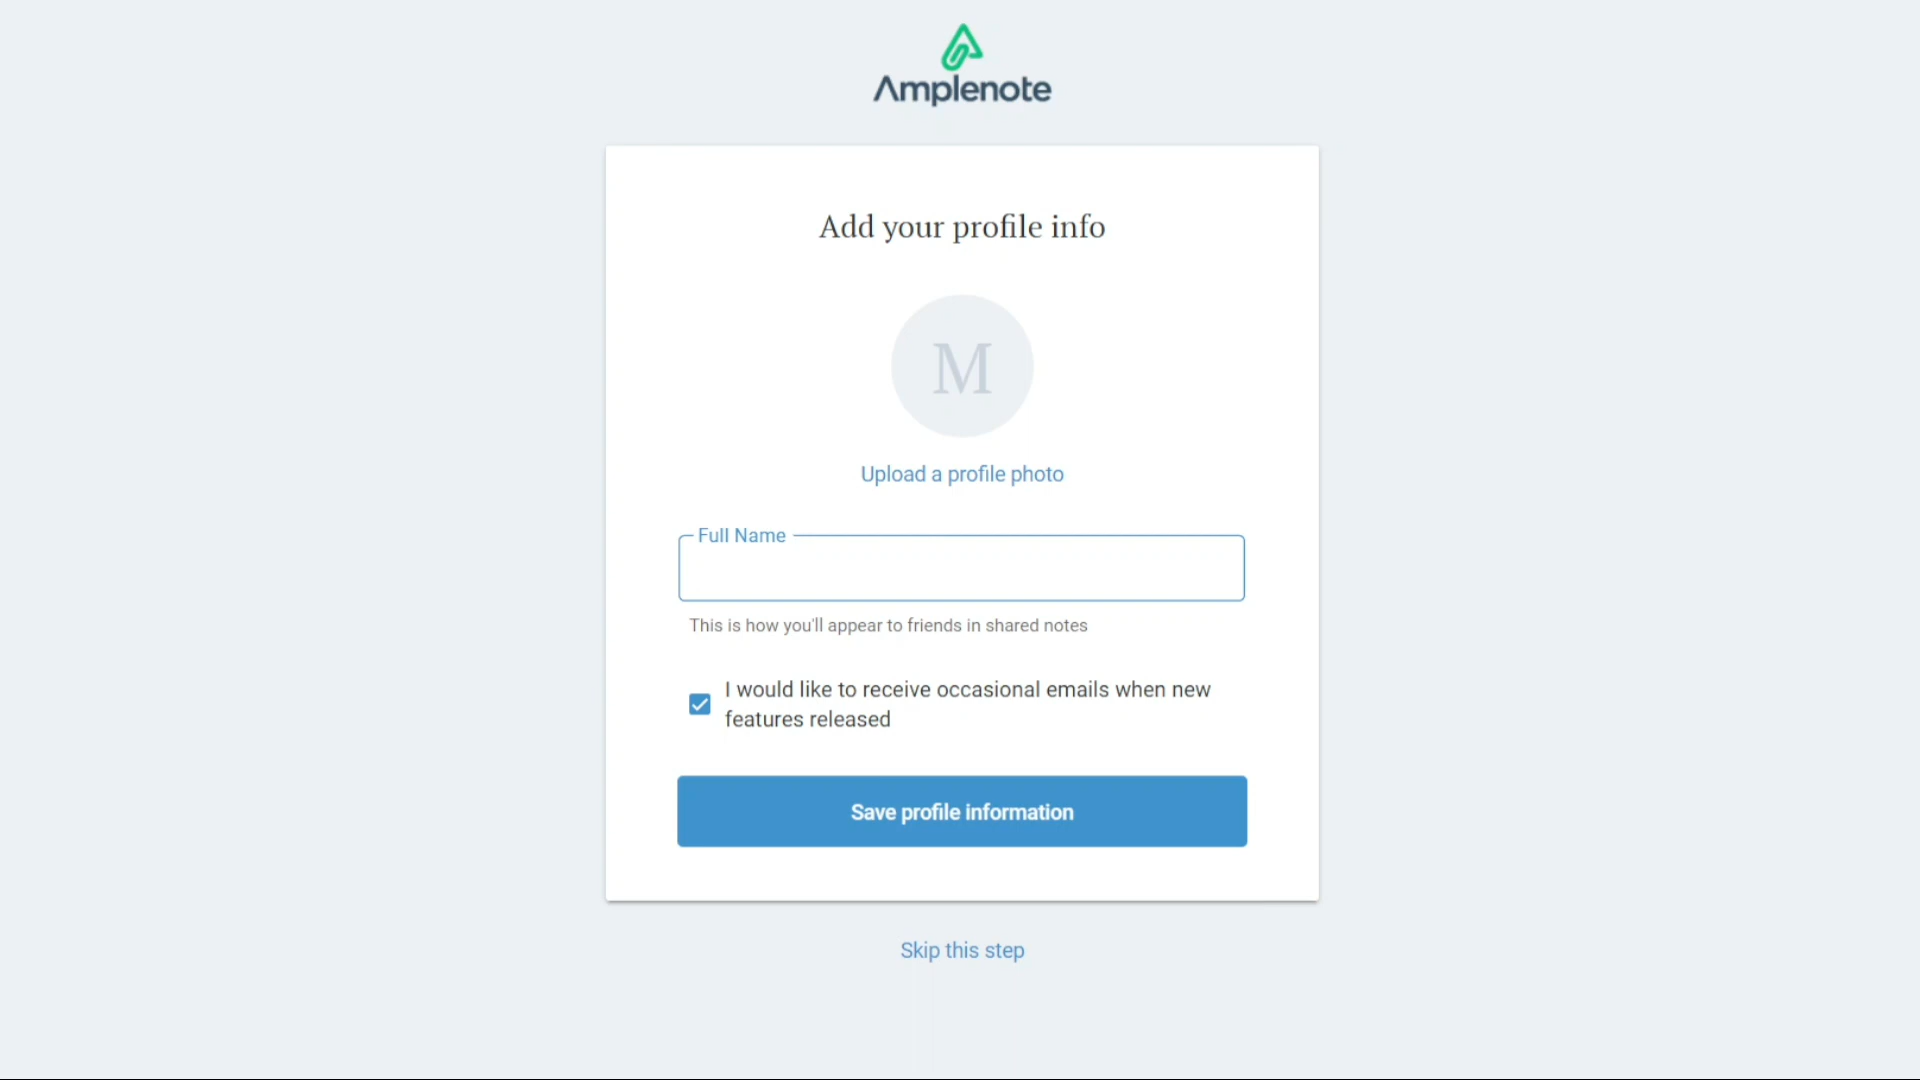 Amplenote
Add your profile info
M
Upload a profile photo
Full Name
This is how you'll appear to friends in shared notes
I would like to receive occasional emails when new
features released
Save profile information
Skip this step